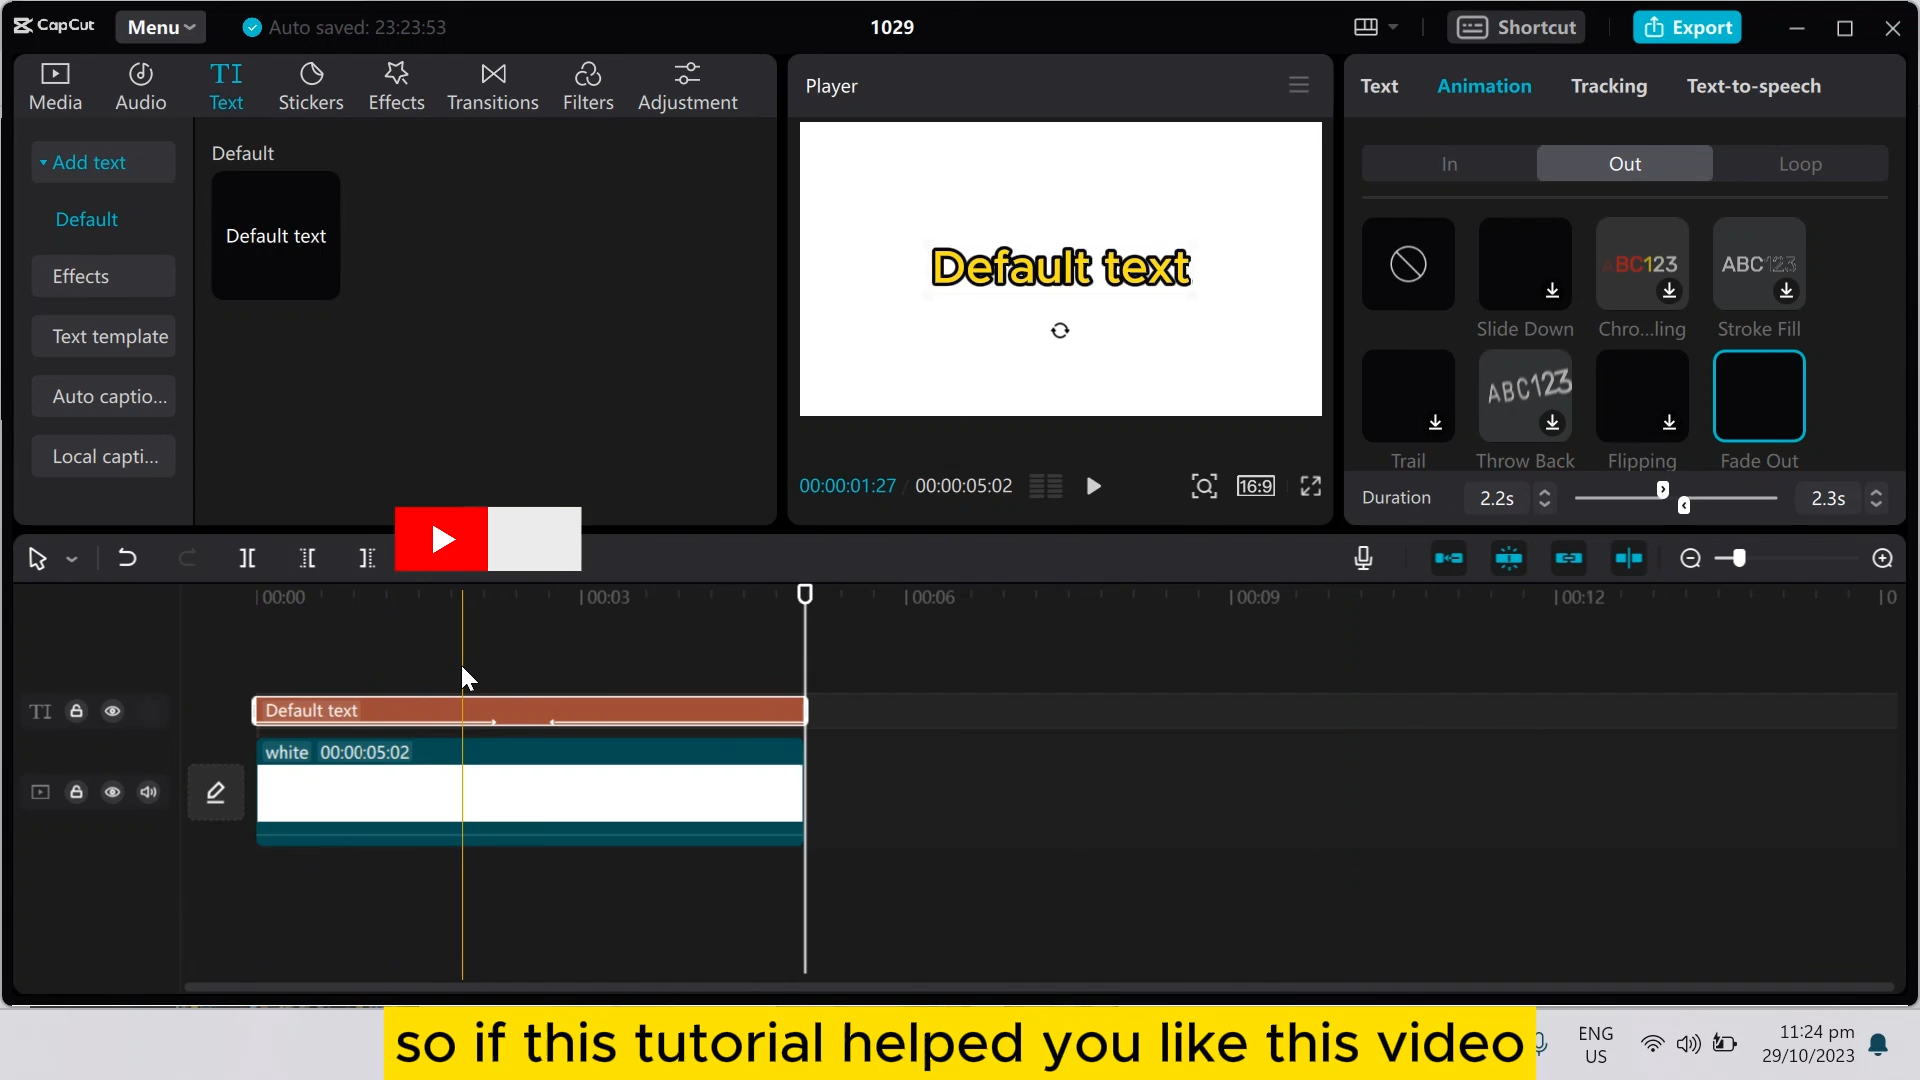 CapCut
Menu
Auto saved: 23:23:53
1029
Shortcut
Export
Media
Audio
TI
Text
Stickers
Effects
Transitions
Filters
Adjustment
Add text
Default
Effects
Text template
Auto captio...
Local capti...
Default
Default text
Player
Default text
00:00:01:27 / 00:00:05:02
16:9
Text
Animation
Tracking
Text-to-speech
In
Out
Loop
ABC123
ABC123
Slide Down
Chro...ling
Stroke Fill
ABC123
Trail
Throw Back
Flipping
Fade Out
Duration
2.2s
2.3s
00:00
00:03
00:06
00:09
00:12
0
TI
Default text
white 00:00:05:02
so if this tutorial helped you like this video
ENG
US
11:24 pm
29/10/2023